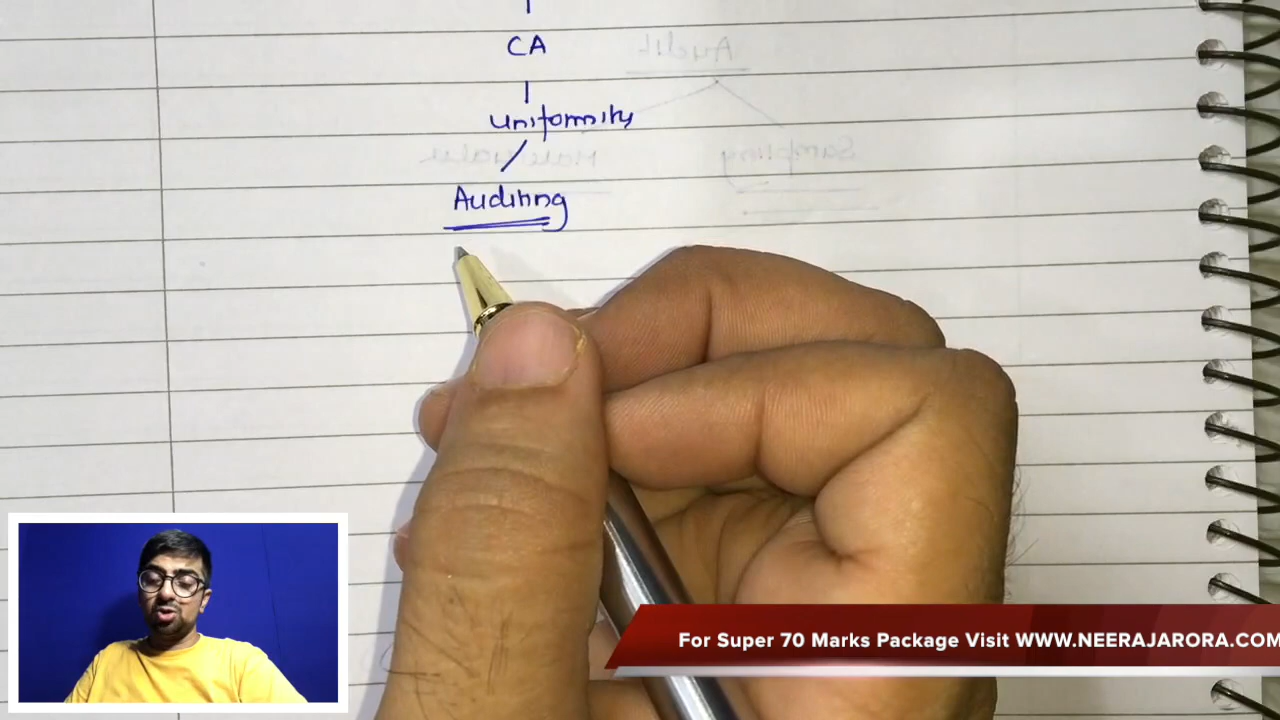 CA
Uniformity
Auditing
For Super 70 Marks Package Visit WWW.NEERAJARORA.COM